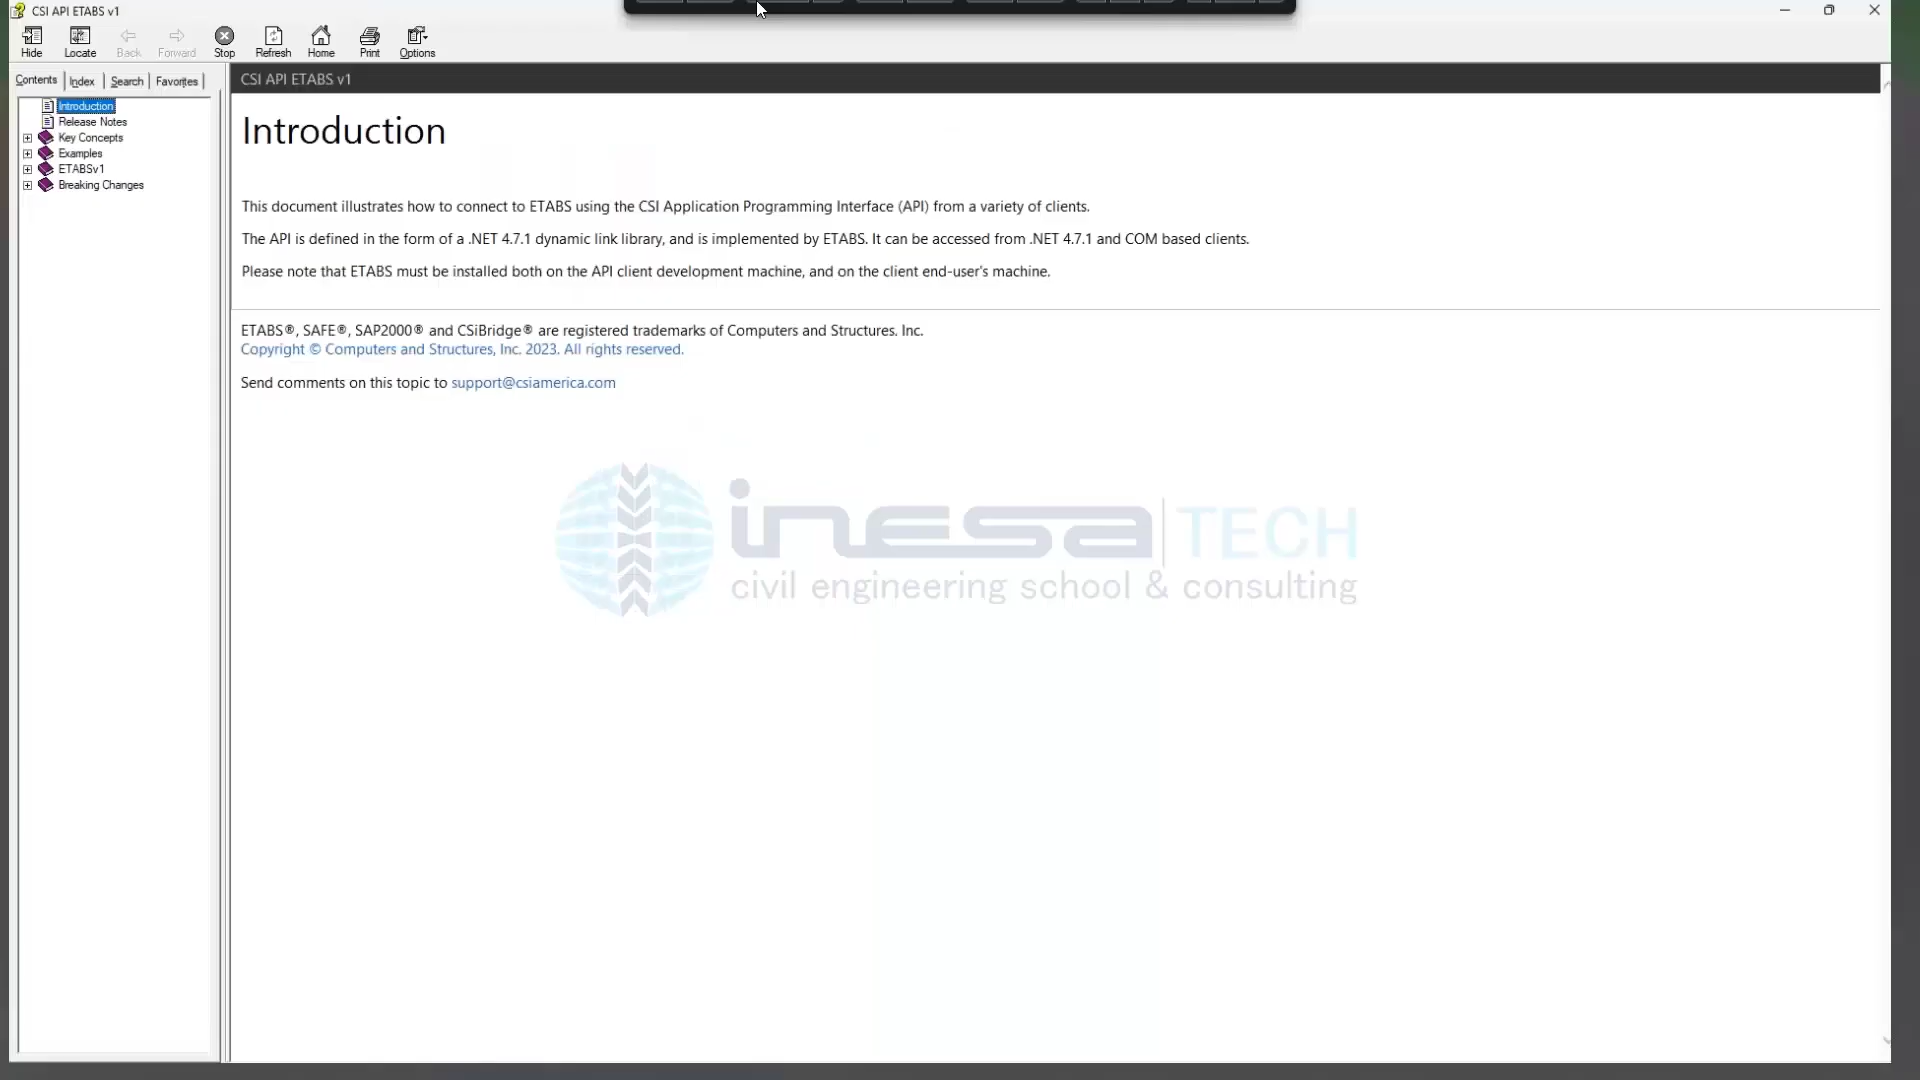 CSI API ETABS v1
Hide
Locate
Back
Forward
Stop
Refresh
Home
Print
Options
Contents
Index
Search
Favorites
Introduction
Release Notes
Key Concepts
Examples
ETABSv1
Breaking Changes
CSI API ETABS v1
Introduction
This document illustrates how to connect to ETABS using the CSI Application Programming Interface (API) from a variety of clients.
The API is defined in the form of a .NET 4.7.1 dynamic link library, and is implemented by ETABS. It can be accessed from .NET 4.7.1 and COM based clients.
Please note that ETABS must be installed both on the API client development machine, and on the client end-user's machine.
ETABS®, SAFE®, SAP2000® and CSiBridge® are registered trademarks of Computers and Structures. Inc.
Copyright © Computers and Structures, Inc. 2023. All rights reserved.
Send comments on this topic to support@csiamerica.com
inesa TECH
civil engineering school & consulting